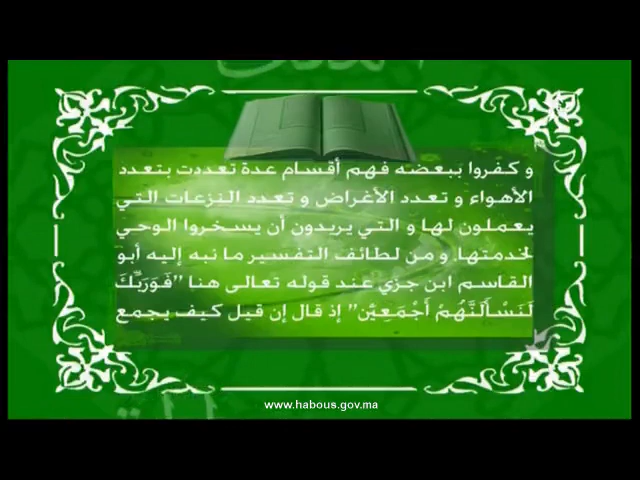 و كفروا ببعضه فهم أقسام عدة تعددت بتعدد
الأهواء و تعدد الأغراض و تعدد النزعات التي
يعملون لها و التي يريدون أن يسخروا الوحي
لخدمتها. و من لطائف التفسير ما نبه إليه أبو
القاسم ابن جزي عند قوله تعالى هنا "فَوَرَبِّكَ
لَنَسْأَلَنَّهُمْ أَجْمَعِيْن" إذ قال إن قيل كيف يجمع
www.habous.gov.ma